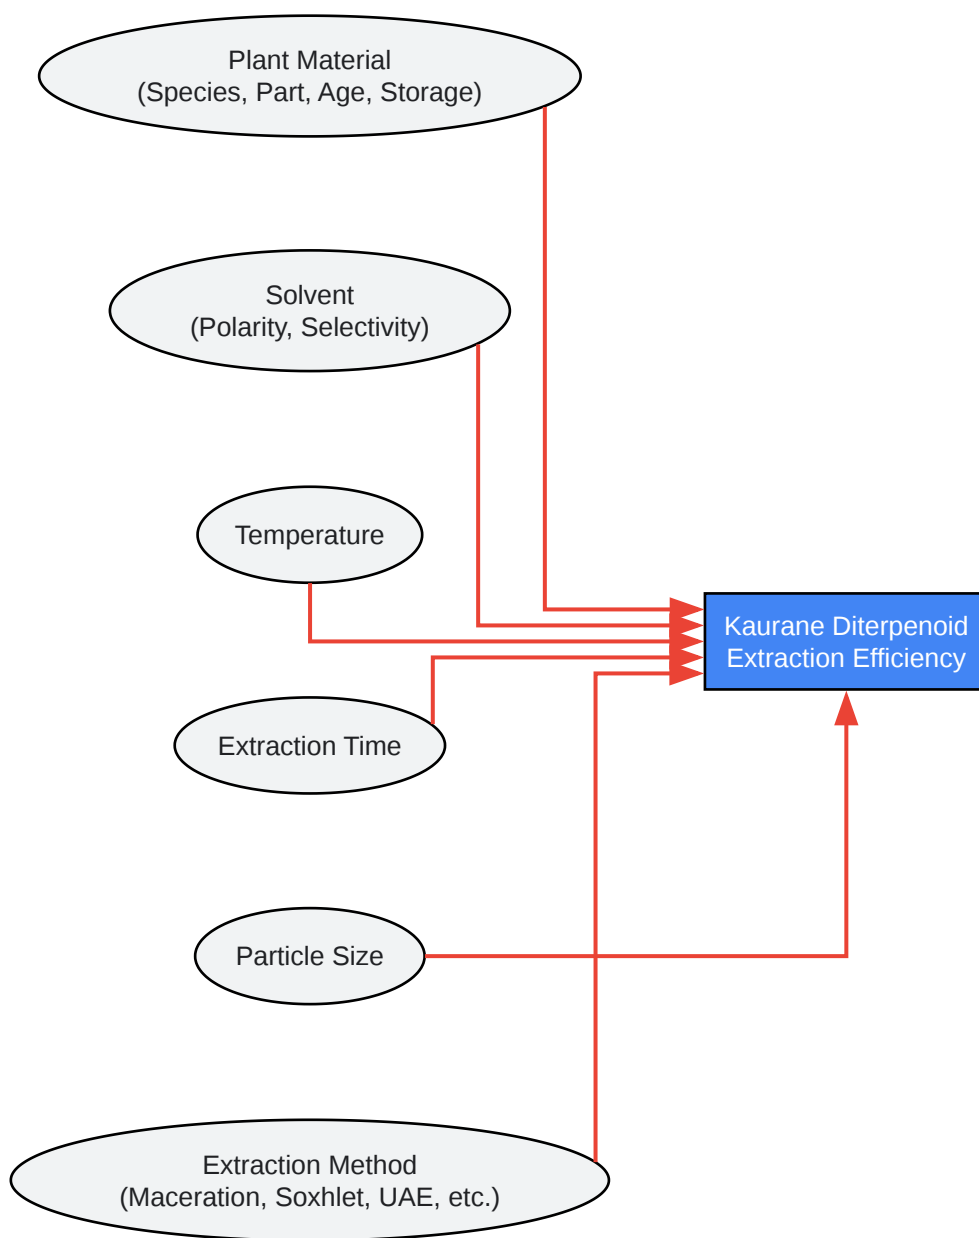 Plant Material
(Species, Part, Age, Storage)
Solvent
(Polarity, Selectivity)
Temperature
Kaurane Diterpenoid
Extraction Efficiency
Extraction Time
Particle Size
Extraction Method
(Maceration, Soxhlet, UAE, etc.)